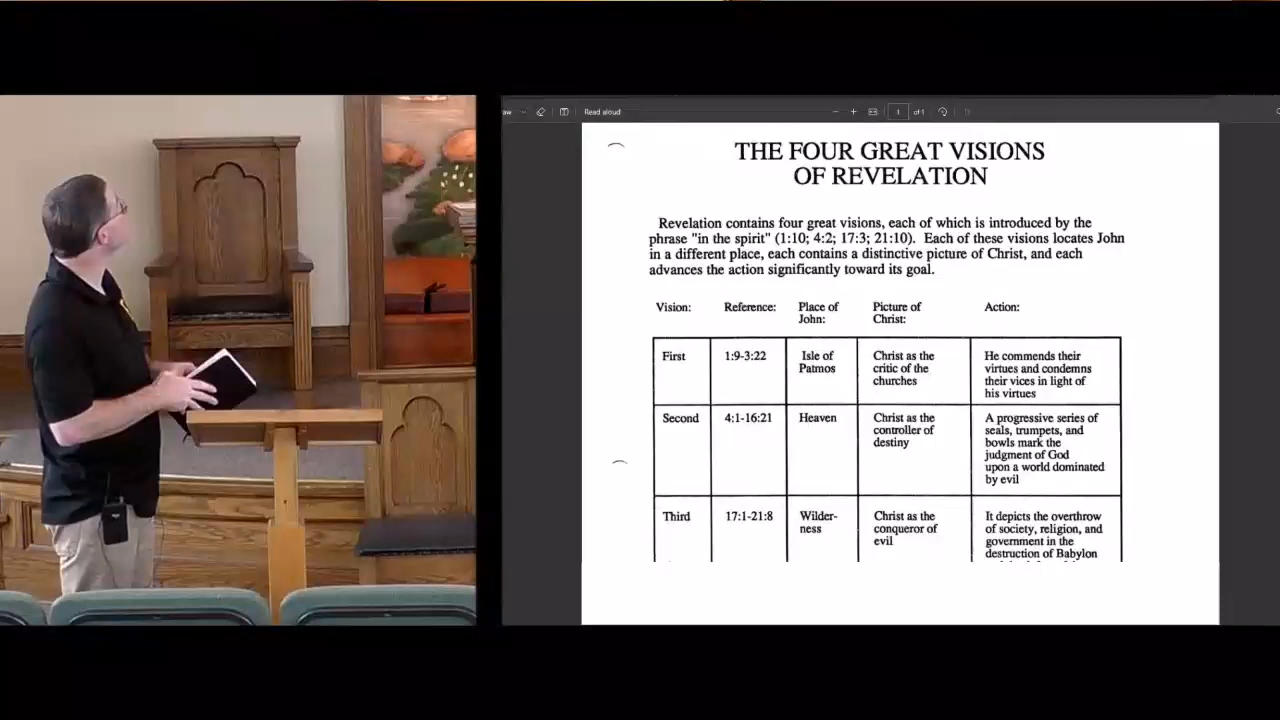 aw
Read aloud
1
of 1
THE FOUR GREAT VISIONS
OF REVELATION
Revelation contains four great visions, each of which is introduced by the
phrase "in the spirit" (1:10; 4:2; 17:3; 21:10). Each of these visions locates John
in a different place, each contains a distinctive picture of Christ, and each
advances the action significantly toward its goal.
Vision:
Reference:
Place of
John:
Picture of
Christ:
Action:
First
1:9-3:22
Isle of
Patmos
Christ as the
critic of the
churches
He commends their
virtues and condemns
their vices in light of
his virtues
Second
4:1-16:21
Heaven
Christ as the
controller of
destiny
A progressive series of
seals, trumpets, and
bowls mark the
judgment of God
upon a world dominated
by evil
Third
17:1-21:8
Wilder-
ness
Christ as the
conqueror of
evil
It depicts the overthrow
of society, religion, and
government in the
destruction of Babylon